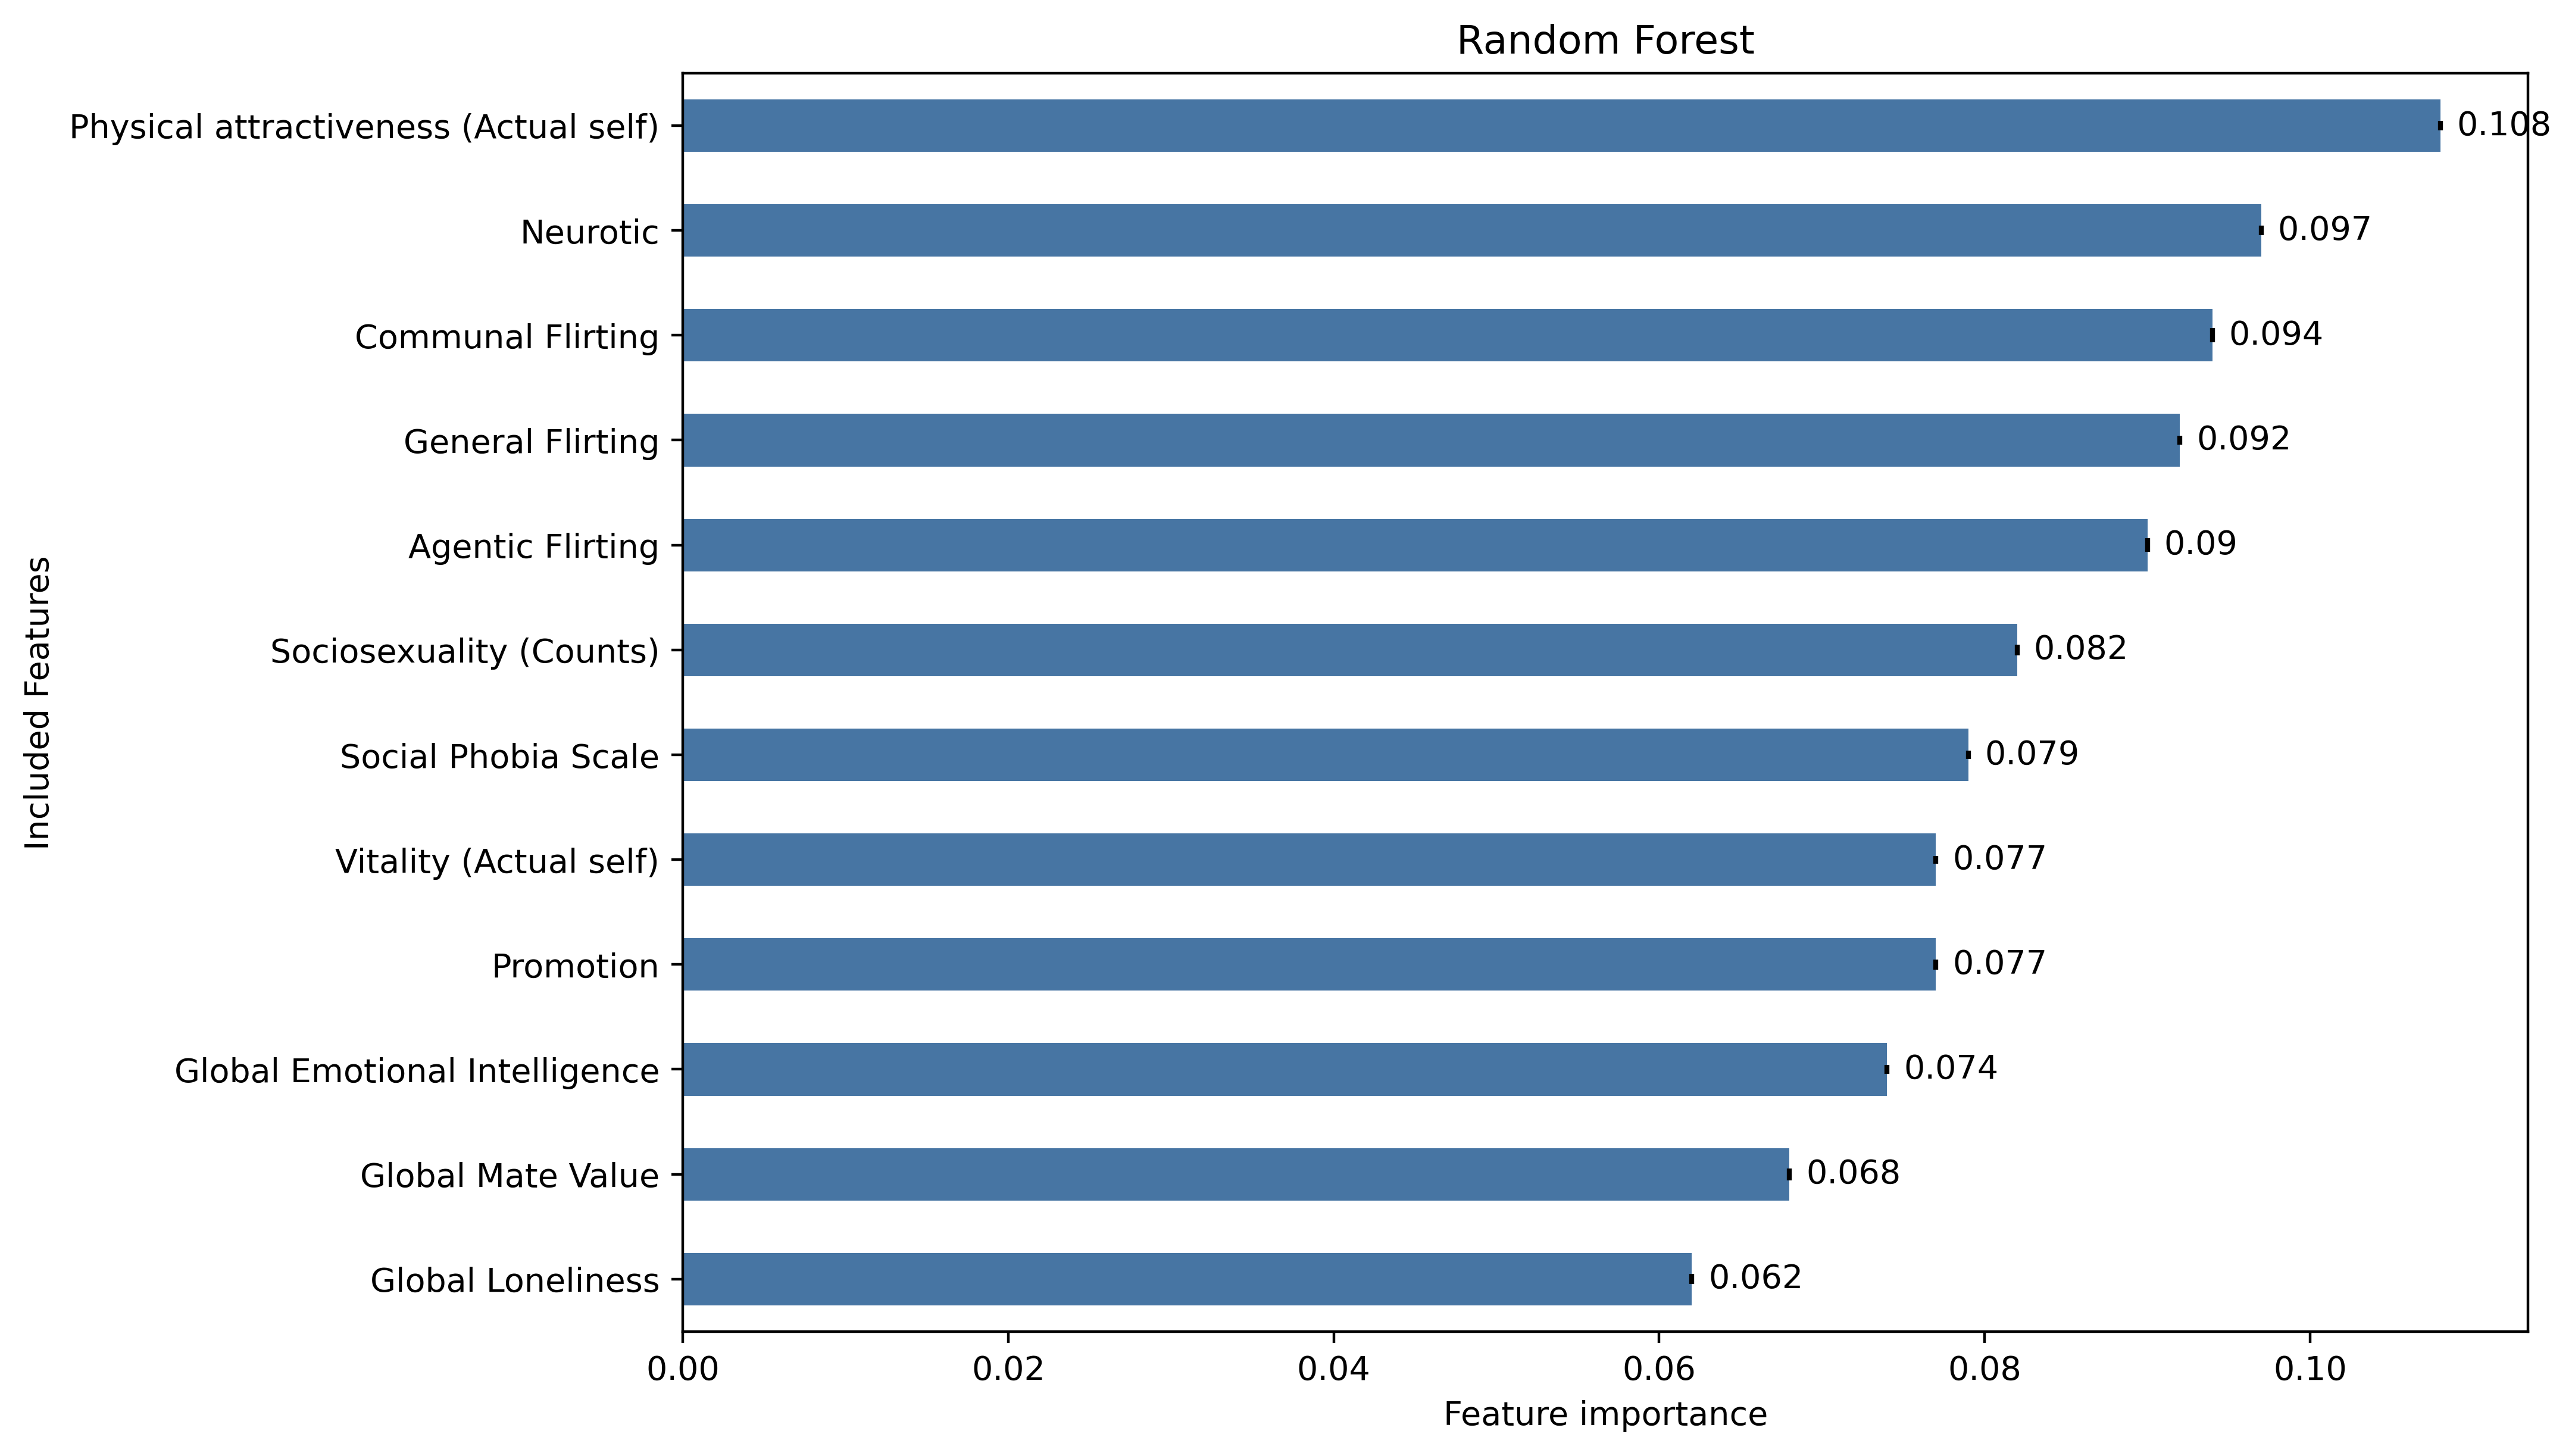 Random Forest
Physical attractiveness (Actual self) 0.108
Neurotic 0.097
Communal Flirting 0.094
General Flirting 0.092
Agentic Flirting 0.09
Sociosexuality (Counts) 0.082
Social Phobia Scale 0.079
Vitality (Actual self) 0.077
Promotion 0.077
Global Emotional Intelligence 0.074
Global Mate Value 0.068
Global Loneliness 0.062
Included Features
0.00 0.02 0.04 0.06 0.08 0.10
Feature importance